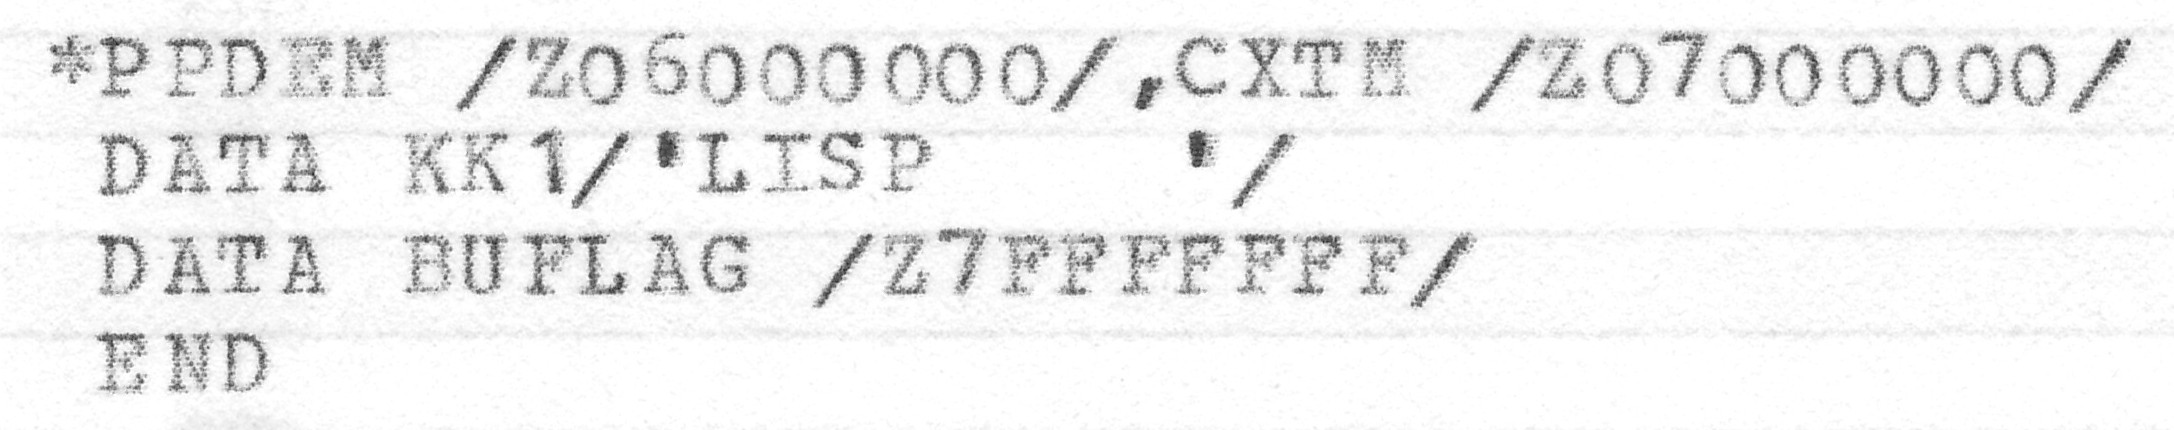 *PPDEM /Z06000000/,CXTM /Z07000000/
DATA KK1/'LISP    '/
DATA BUFLAG /Z7FFFFFFF/
END